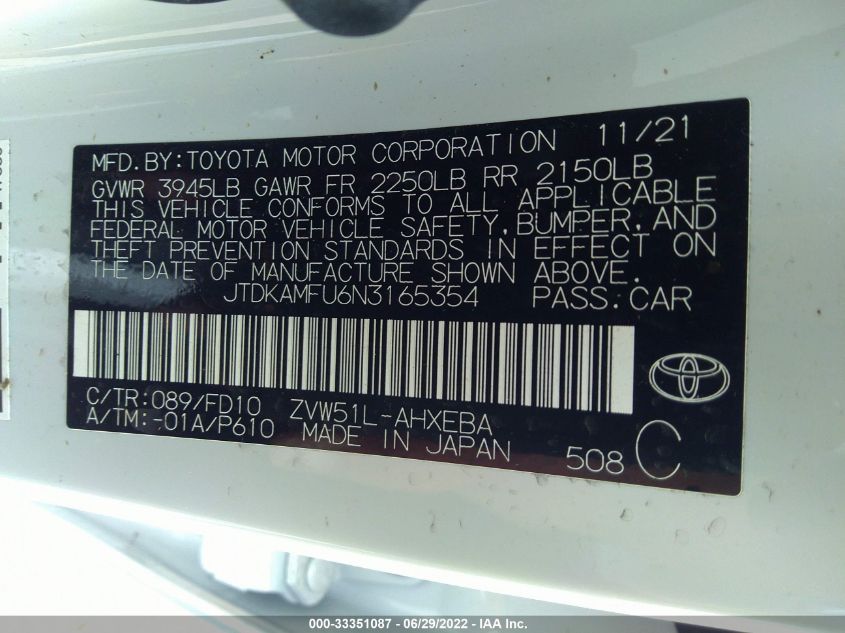 MFD.BY:TOYOTA MOTOR CORPORATION 11/21
GVWR 3945LB GAWR FR 2250LB RR 2150LB
THIS VEHICLE CONFORMS TO ALL APPLICABLE
FEDERAL MOTOR VEHICLE SAFETY,BUMPER,AND
THEFT PREVENTION STANDARDS IN EFFECT ON
THE DATE OF MANUFACTURE SHOWN ABOVE.
JTDKAMFU6N3165354 PASS.CAR
C/TR:089/FD10 ZVW51L-AHXEBA
A/TM:-01A/P610 MADE IN JAPAN 508 C
000-33351087 - 06/29/2022 - IAA Inc.